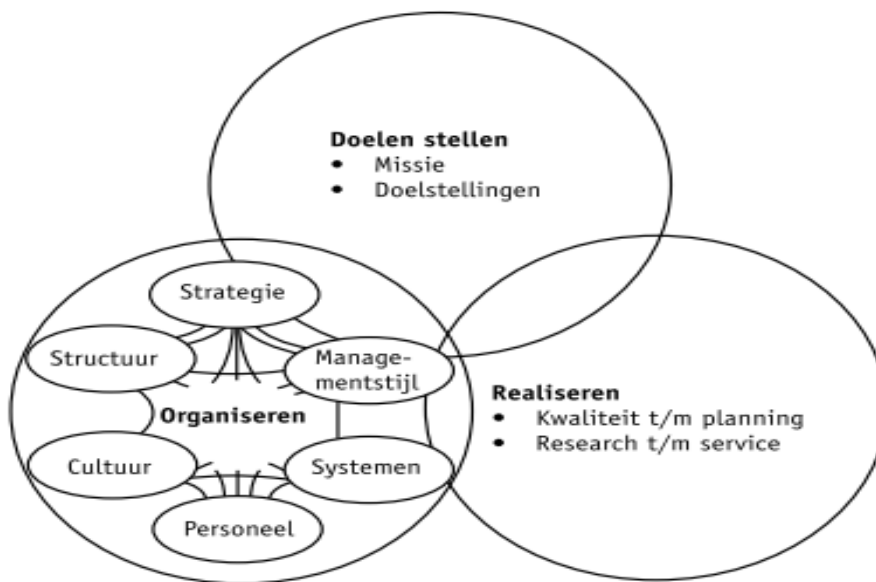 Doelen stellen
• Missie
• Doelstellingen
Strategie
Structuur
Manage-
mentstijl
Organiseren
Cultuur
Systemen
Personeel
Realiseren
• Kwaliteit t/m planning
• Research t/m service